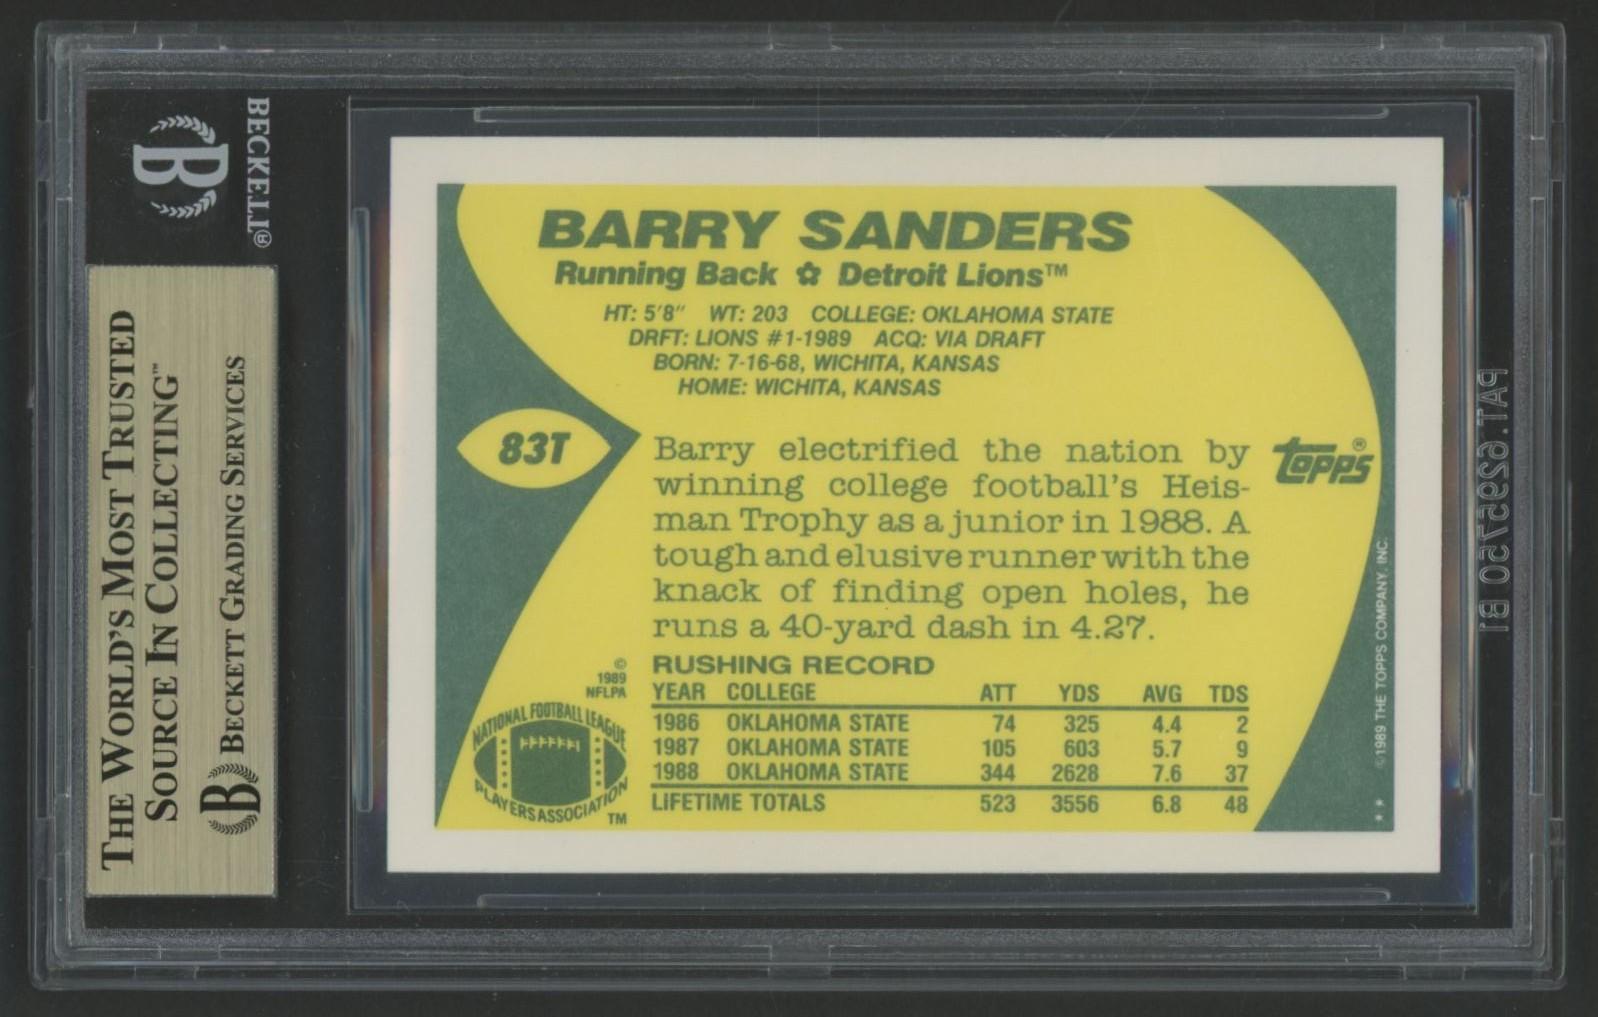 BECKETT®
THE WORLD'S MOST TRUSTED
SOURCE IN COLLECTING™
BECKETT GRADING SERVICES
BARRY SANDERS
Running Back ✿ Detroit Lions™
HT: 5'8" WT: 203 COLLEGE: OKLAHOMA STATE
DRFT: LIONS #1-1989 ACQ: VIA DRAFT
BORN: 7-16-68, WICHITA, KANSAS
HOME: WICHITA, KANSAS
83T
Barry electrified the nation by
winning college football's Heis-
man Trophy as a junior in 1988. A
tough and elusive runner with the
knack of finding open holes, he
runs a 40-yard dash in 4.27.
topps®
© 1989 NFLPA
NATIONAL FOOTBALL LEAGUE
PLAYERS ASSOCIATION
TM
RUSHING RECORD
YEAR COLLEGE ATT YDS AVG TDS
1986 OKLAHOMA STATE 74 325 4.4 2
1987 OKLAHOMA STATE 105 603 5.7 9
1988 OKLAHOMA STATE 344 2628 7.6 37
LIFETIME TOTALS 523 3556 6.8 48
** ©1989 THE TOPPS COMPANY, INC.
PAT. 6295750 B1